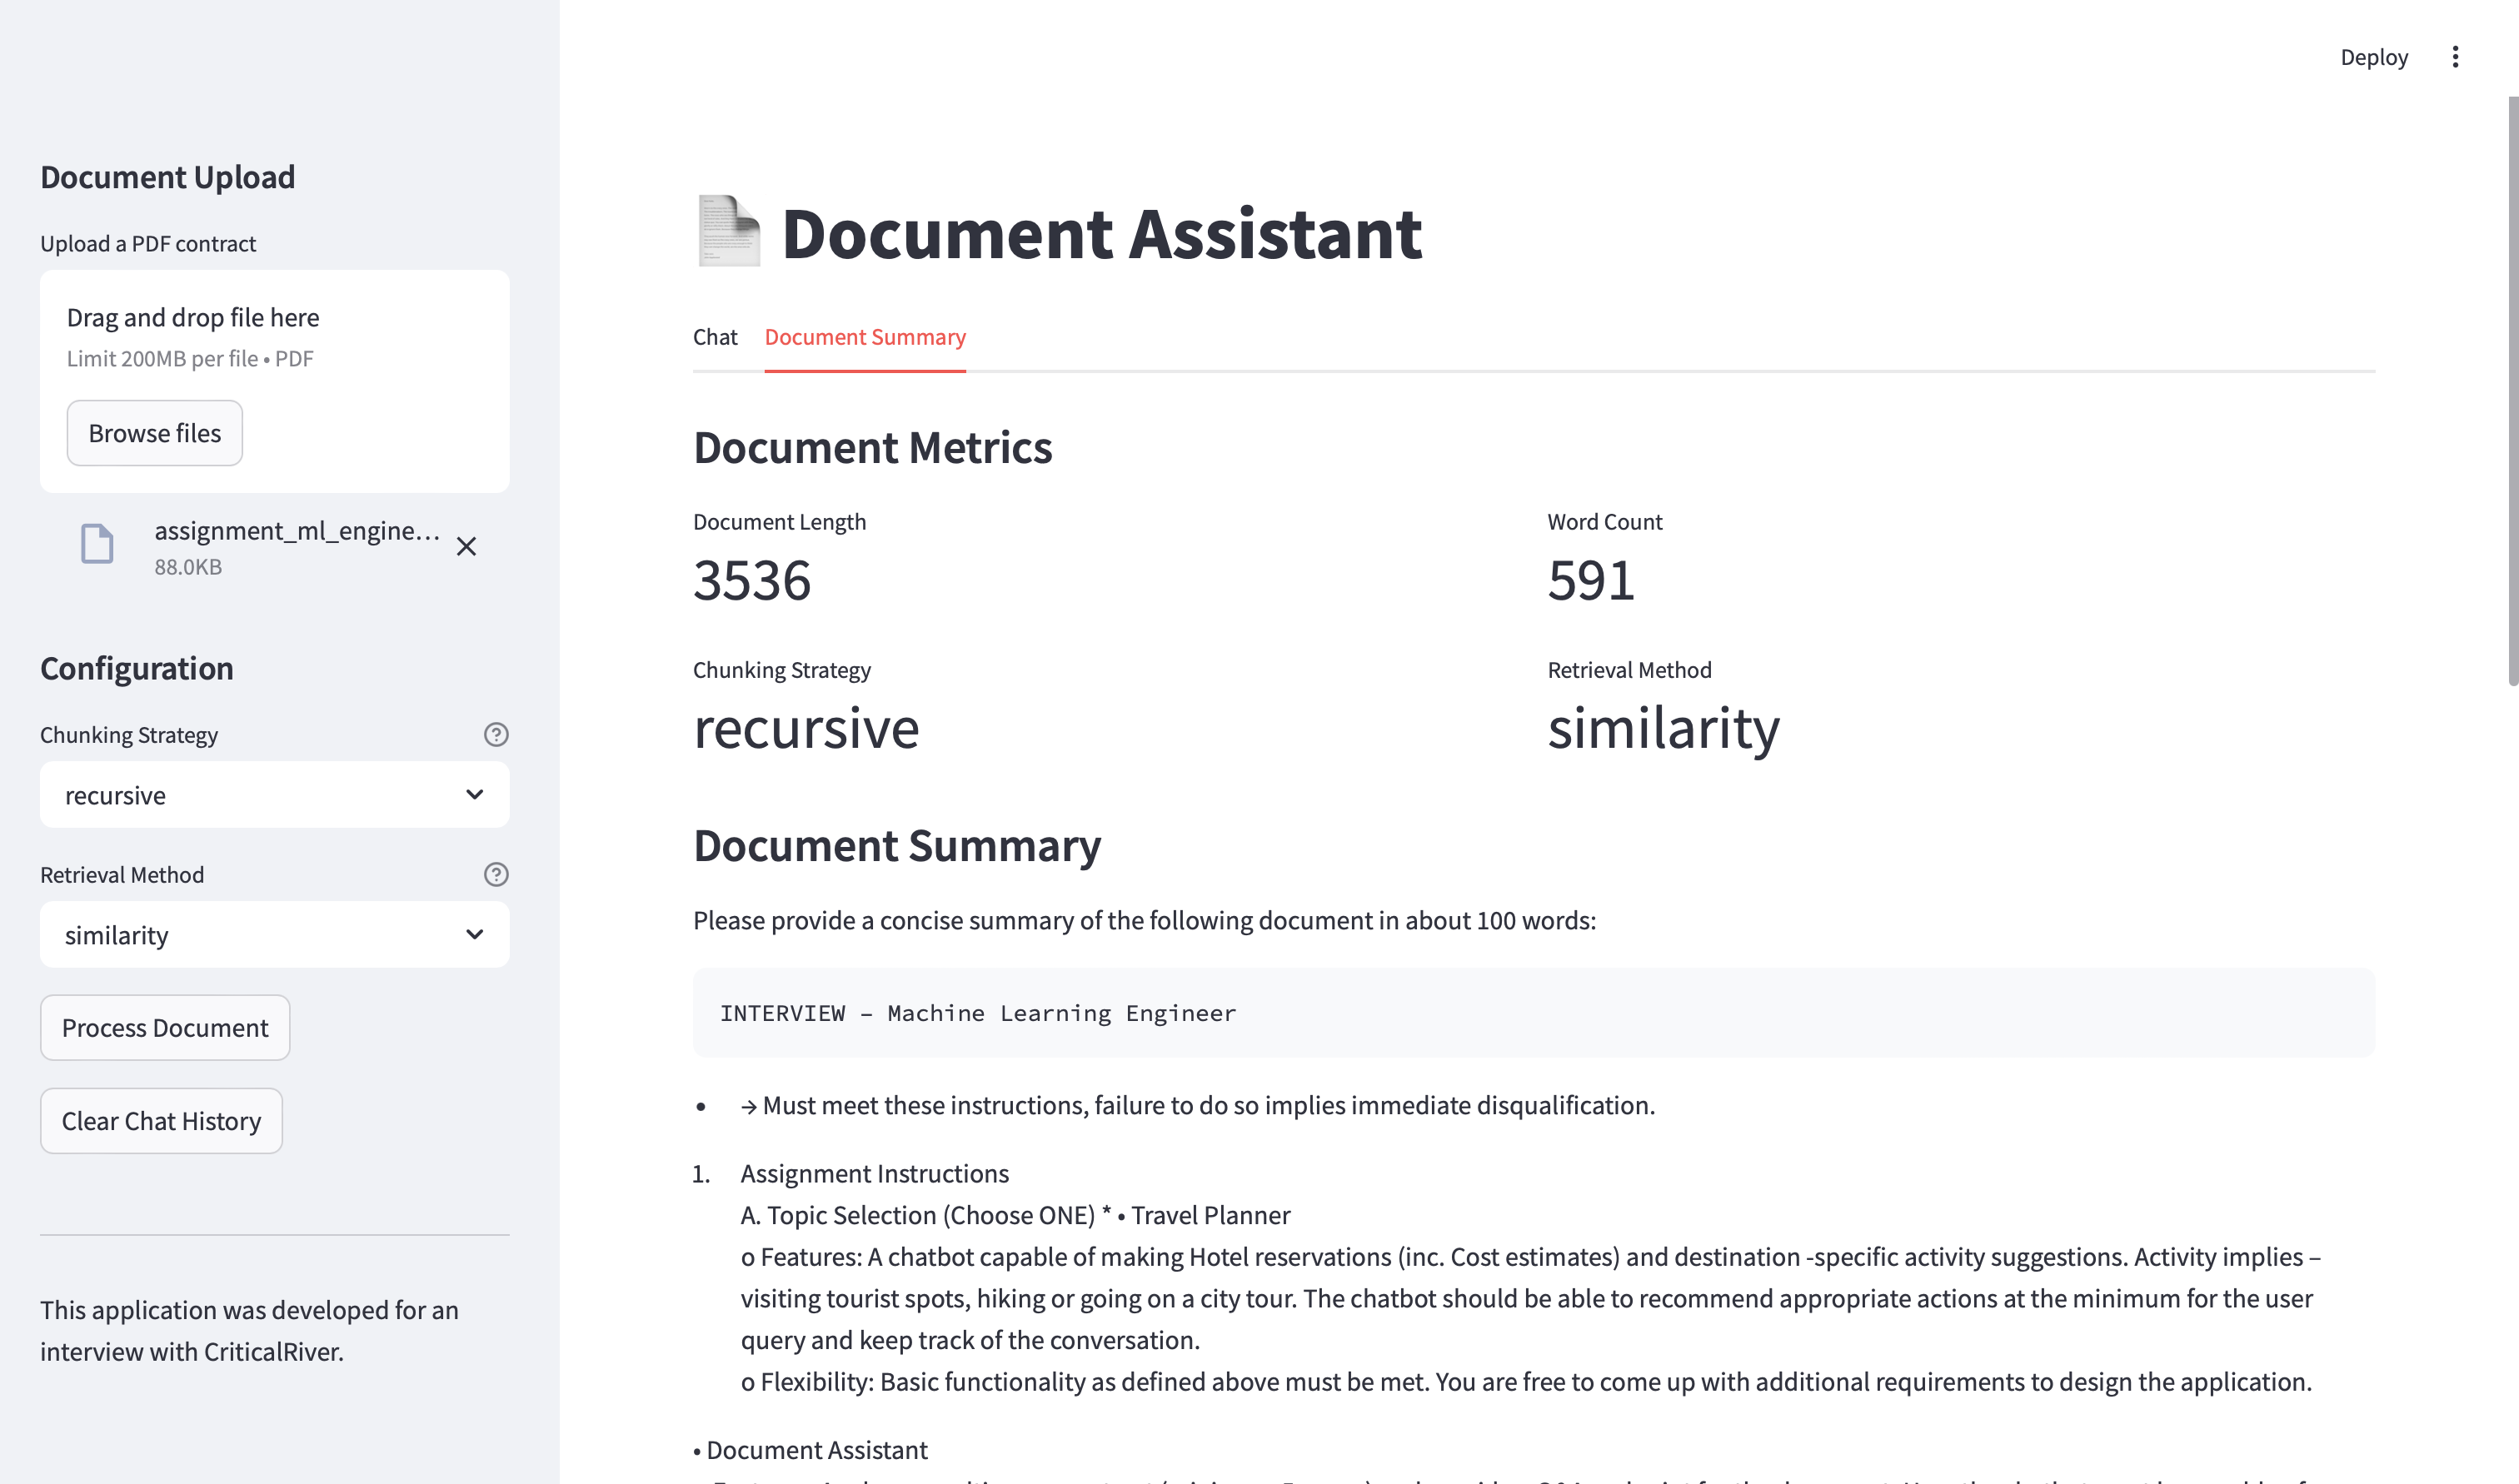 Deploy
Document Upload
Upload a PDF contract
Drag and drop file here
Limit 200MB per file • PDF
Browse files
assignment_ml_engine...
88.0KB
Configuration
Chunking Strategy
recursive
Retrieval Method
similarity
Process Document
Clear Chat History
This application was developed for an
interview with CriticalRiver.
Document Assistant
Chat Document Summary
Document Metrics
Document Length
3536
Word Count
591
Chunking Strategy
recursive
Retrieval Method
similarity
Document Summary
Please provide a concise summary of the following document in about 100 words:
INTERVIEW – Machine Learning Engineer
• → Must meet these instructions, failure to do so implies immediate disqualification.
1. Assignment Instructions
A. Topic Selection (Choose ONE) * • Travel Planner
o Features: A chatbot capable of making Hotel reservations (inc. Cost estimates) and destination -specific activity suggestions. Activity implies –
visiting tourist spots, hiking or going on a city tour. The chatbot should be able to recommend appropriate actions at the minimum for the user
query and keep track of the conversation.
o Flexibility: Basic functionality as defined above must be met. You are free to come up with additional requirements to design the application.
• Document Assistant